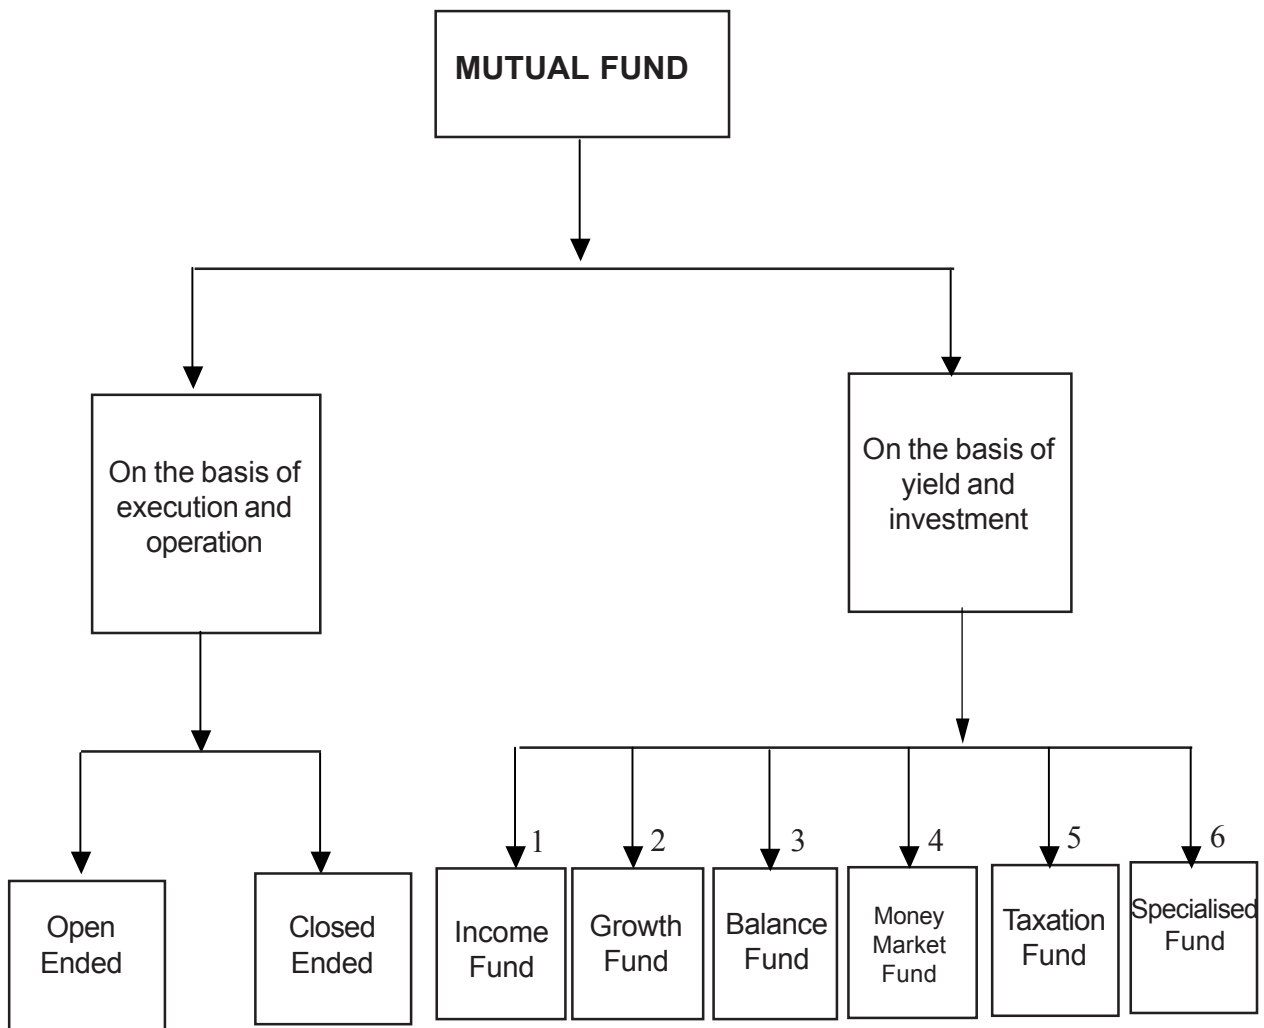 MUTUAL FUND
On the basis of
execution and
operation
On the basis of
yield and
investment
1
2
3
4
5
6
Open
Ended
Closed
Ended
Income
Fund
Growth
Fund
Balance
Fund
Money
Market
Fund
Taxation
Fund
Specialised
Fund